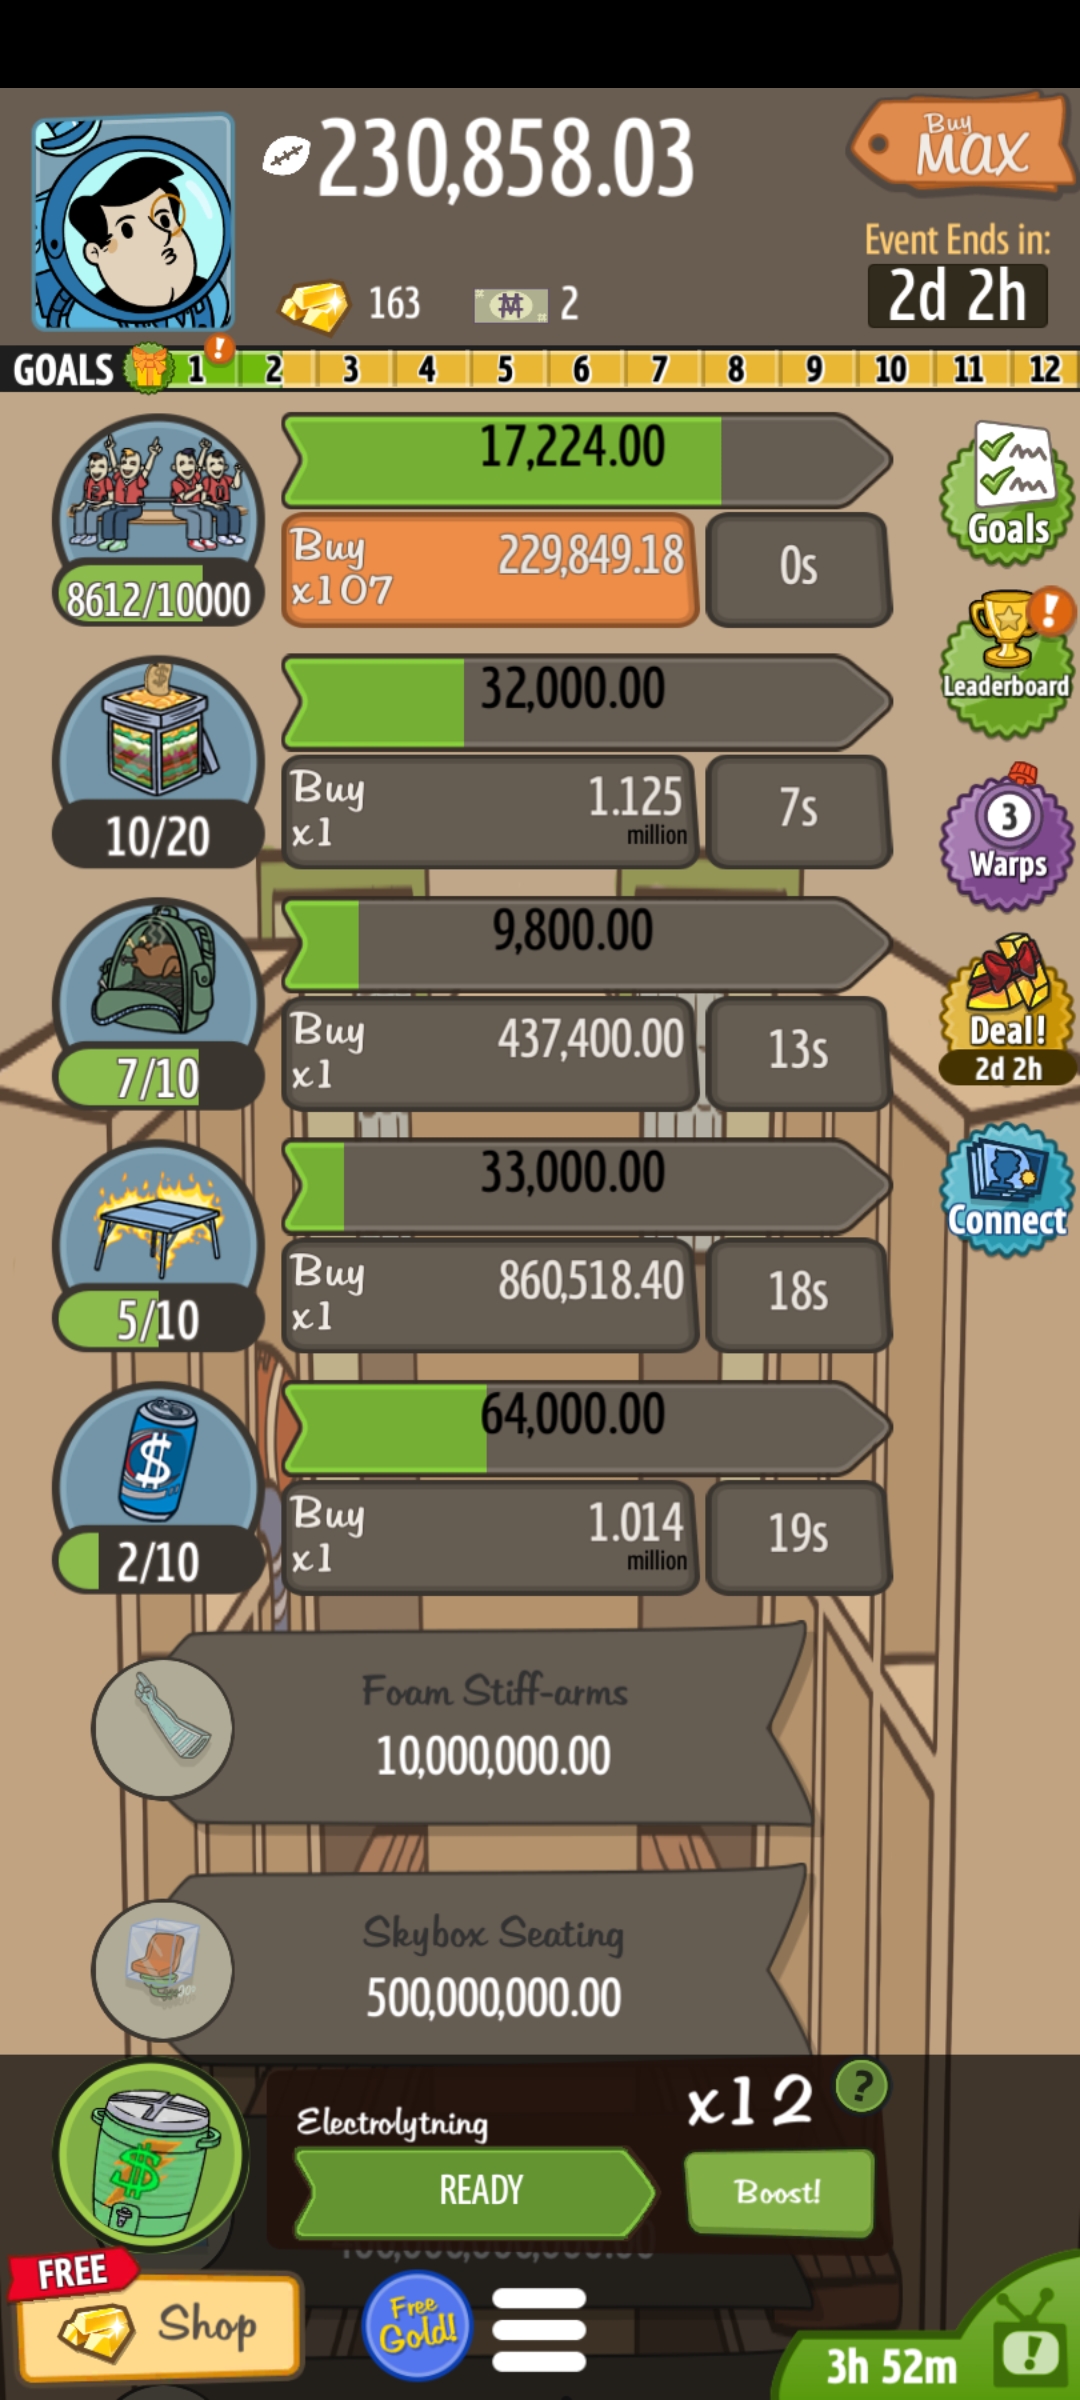 230,858.03
Buy
MAX
Event Ends in:
2d 2h
163
2
GOALS 1 ! 2 3 4 5 6 7 8 9 10 11 12
17,224.00
Buy 229,849.18
x107
0s
8612/10000
Goals
32,000.00
Buy 1.125
x1 million
7s
10/20
!
Leaderboard
9,800.00
Buy 437,400.00
x1
13s
7/10
3
Warps
33,000.00
Buy 860,518.40
x1
18s
5/10
Deal!
2d 2h
64,000.00
Buy 1.014
x1 million
19s
$
2/10
Connect
Foam Stiff-arms
10,000,000.00
Skybox Seating
500,000,000.00
Electrolytning
x12 ?
READY
Boost!
$
FREE
Shop
Free
Gold!
3h 52m
!